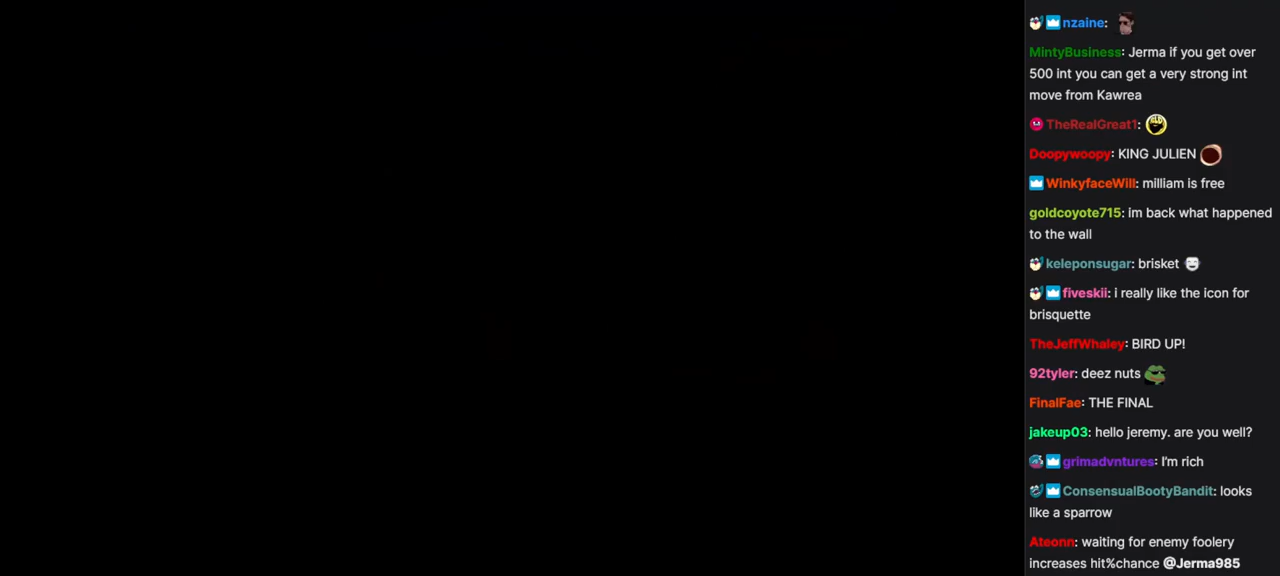 nzaine:
MintyBusiness: Jerma if you get over
500 int you can get a very strong int
move from Kawrea
TheRealGreat1:
Doopywoopy: KING JULIEN
WinkyfaceWill: milliam is free
goldcoyote715: im back what happened
to the wall
keleponsugar: brisket
fiveskii: i really like the icon for
brisquette
TheJeffWhaley: BIRD UP!
92tyler: deez nuts
FinalFae: THE FINAL
jakeup03: hello jeremy. are you well?
grimadvntures: I'm rich
ConsensualBootyBandit: looks
like a sparrow
Ateonn: waiting for enemy foolery
increases hit%chance @Jerma985